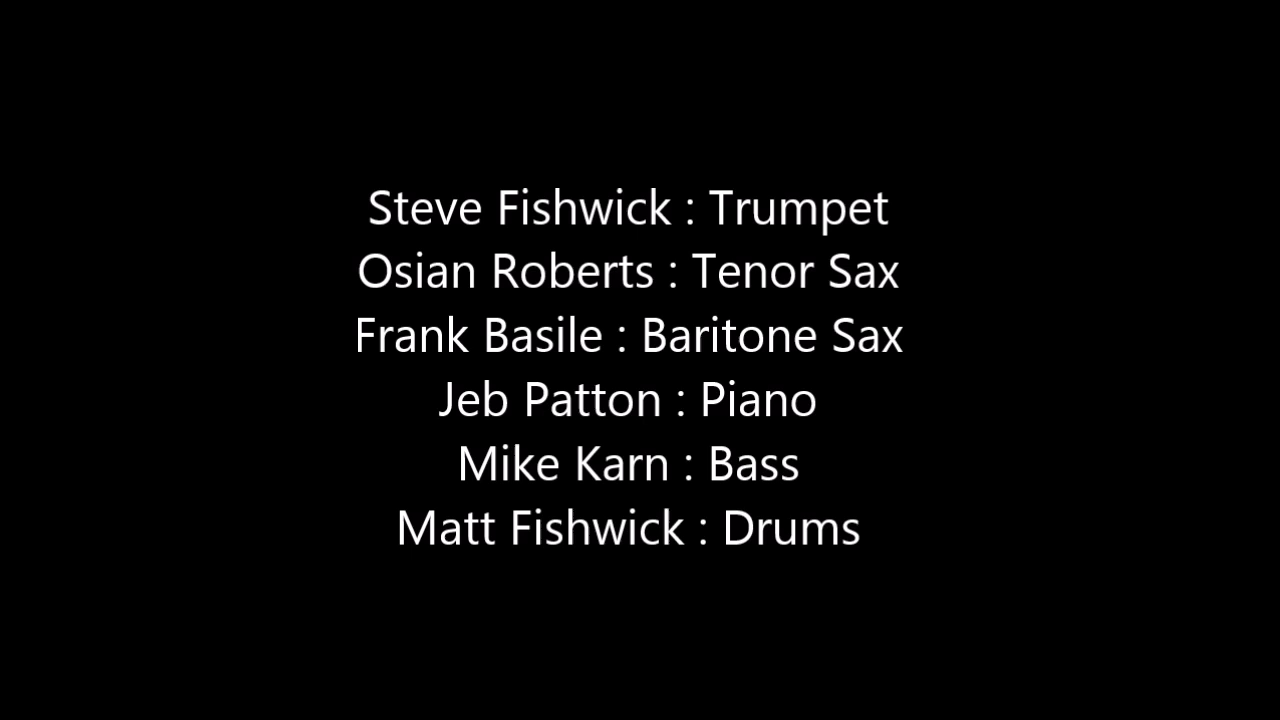 Steve Fishwick : Trumpet
Osian Roberts : Tenor Sax
Frank Basile : Baritone Sax
Jeb Patton : Piano
Mike Karn : Bass
Matt Fishwick : Drums